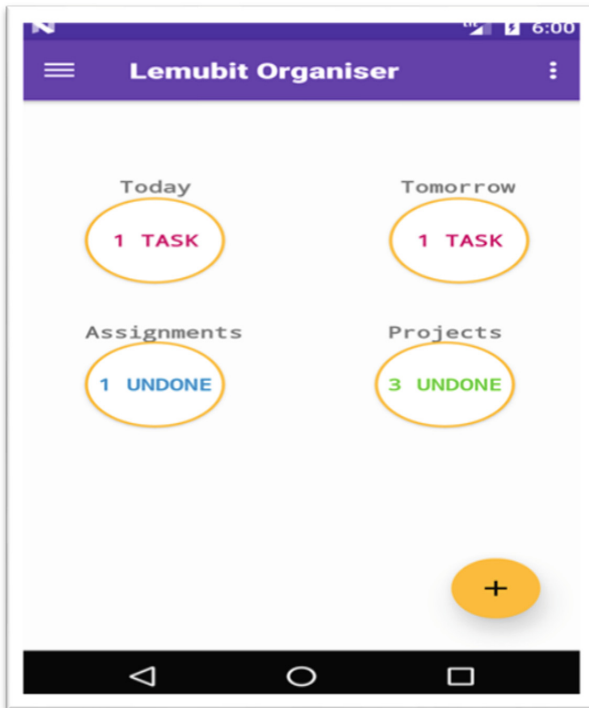 6:00
Lemubit Organiser
Today
Tomorrow
1 TASK
1 TASK
Assignments
Projects
1 UNDONE
3 UNDONE
+